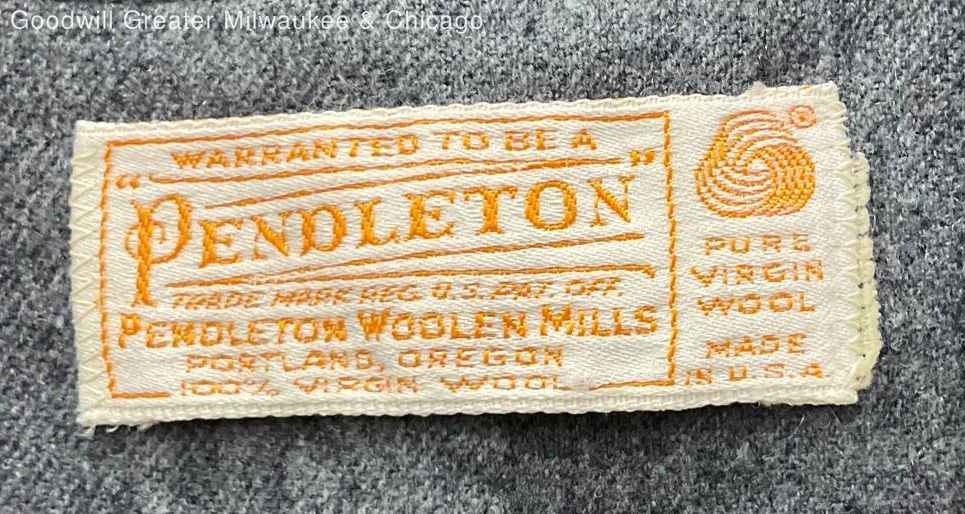 Goodwill Greater Milwaukee & Chicago
WARRANTED TO BE A
"PENDLETON"
TRADE MARK REG. U.S. PAT. OFF.
PENDLETON WOOLEN MILLS
PORTLAND, OREGON
100% VIRGIN WOOL
®
PURE
VIRGIN
WOOL
MADE
IN U.S.A